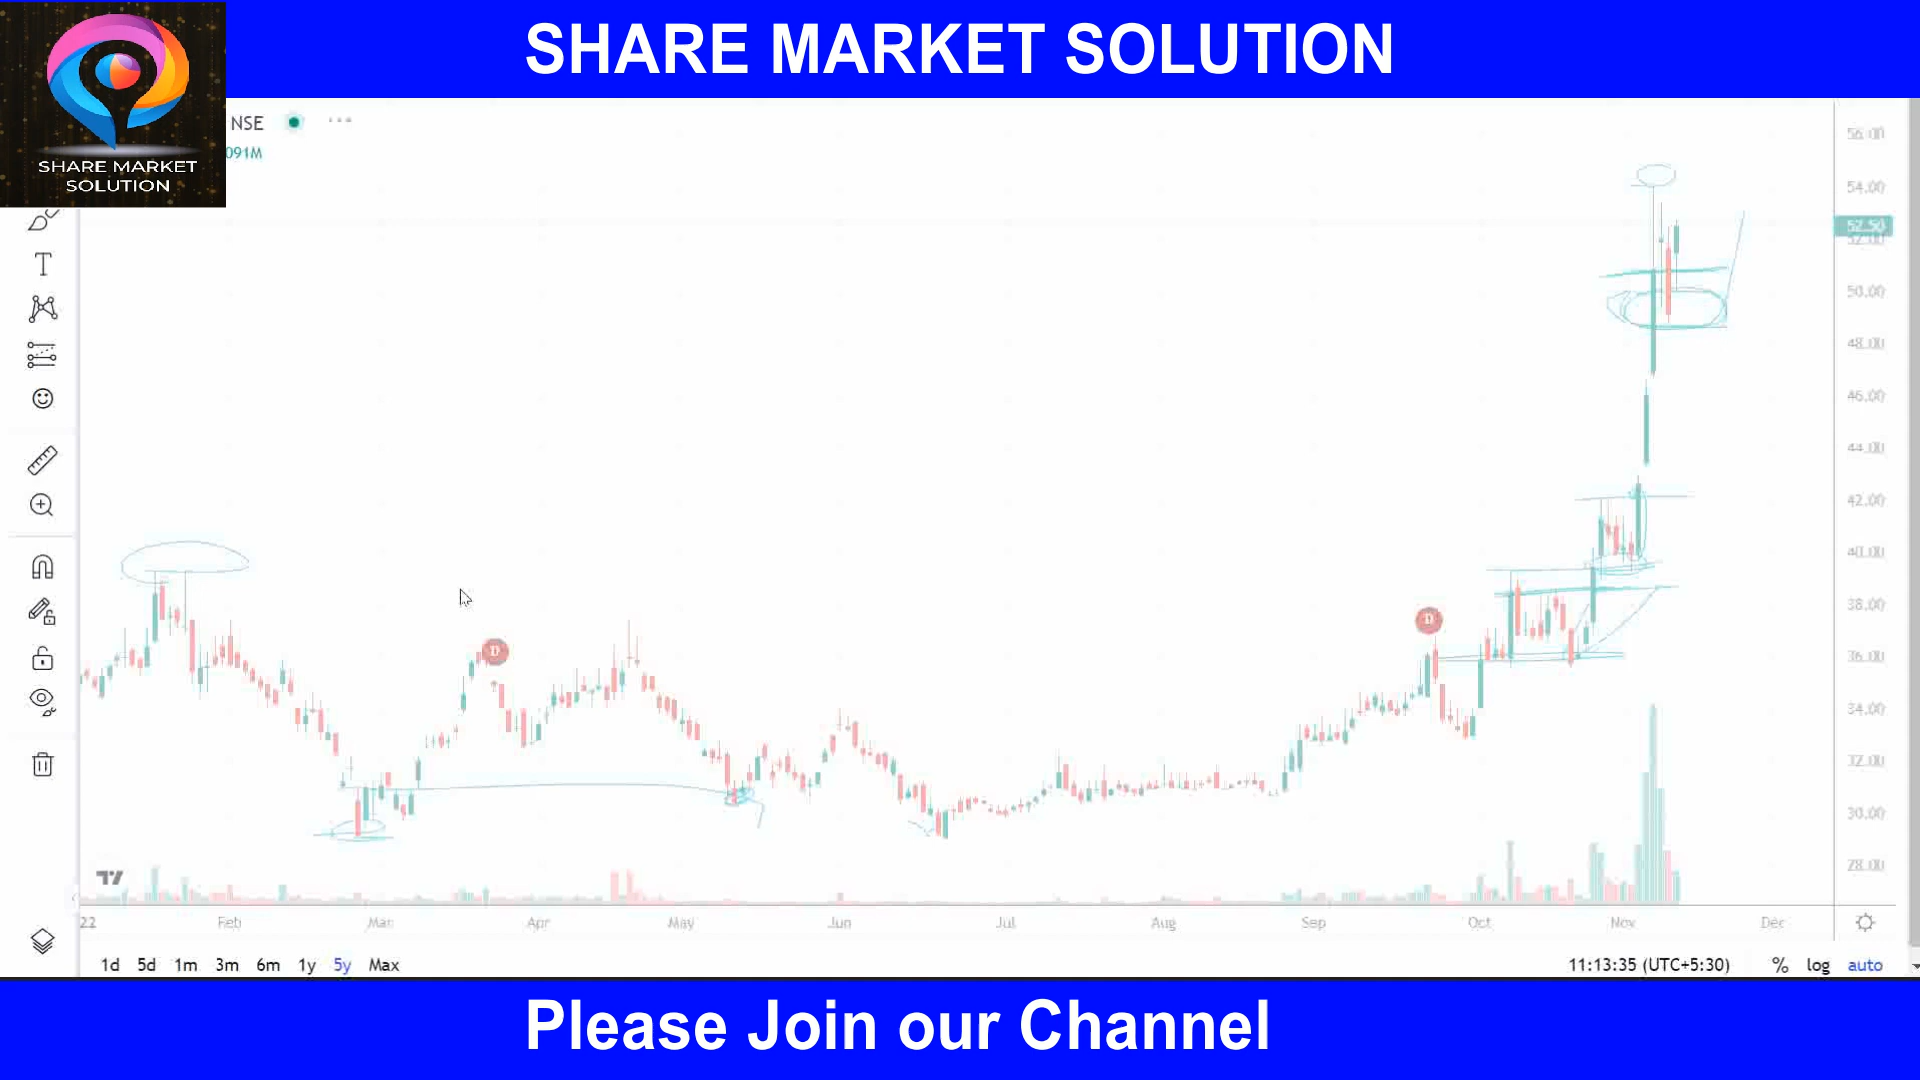 SHARE MARKET SOLUTION
SHARE MARKET
SOLUTION
NSE
091M
56.00
54.00
52.50
52.00
50.00
48.00
46.00
44.00
42.00
40.00
38.00
36.00
34.00
32.00
30.00
28.00
D
D
22 Feb Mar Apr May Jun Jul Aug Sep Oct Nov Dec
1d 5d 1m 3m 6m 1y 5y Max 11:13:35 (UTC+5:30) % log auto
Please Join our Channel